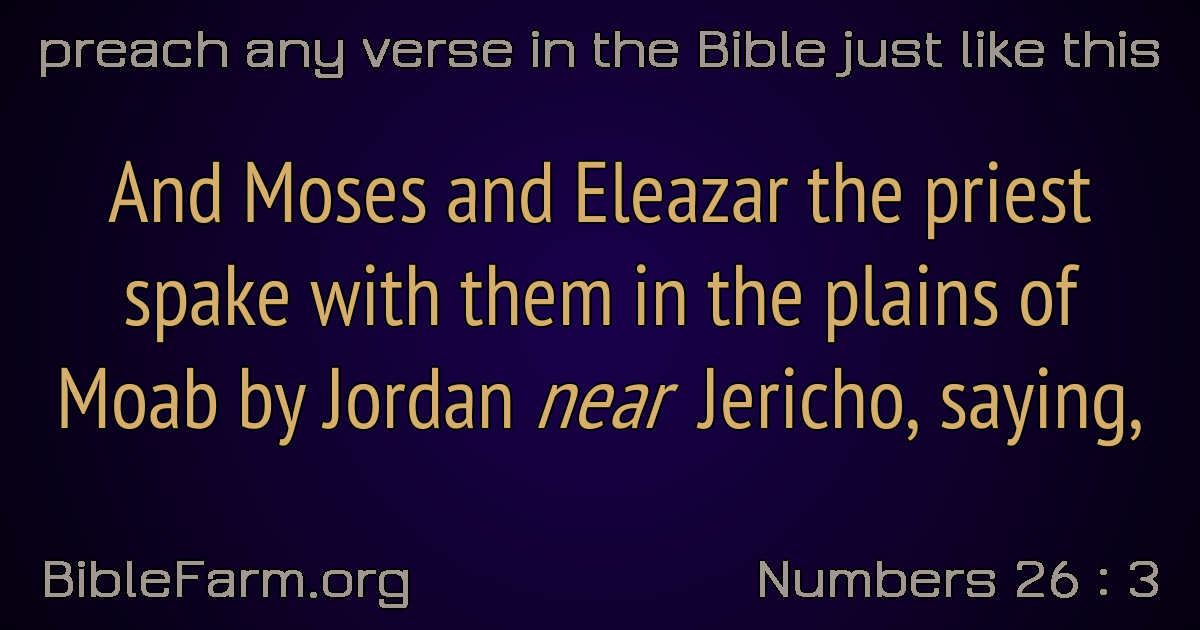 preach any verse in the Bible just like this
And Moses and Eleazar the priest
spake with them in the plains of
Moab by Jordan near Jericho, saying,
BibleFarm.org
Numbers 26 : 3